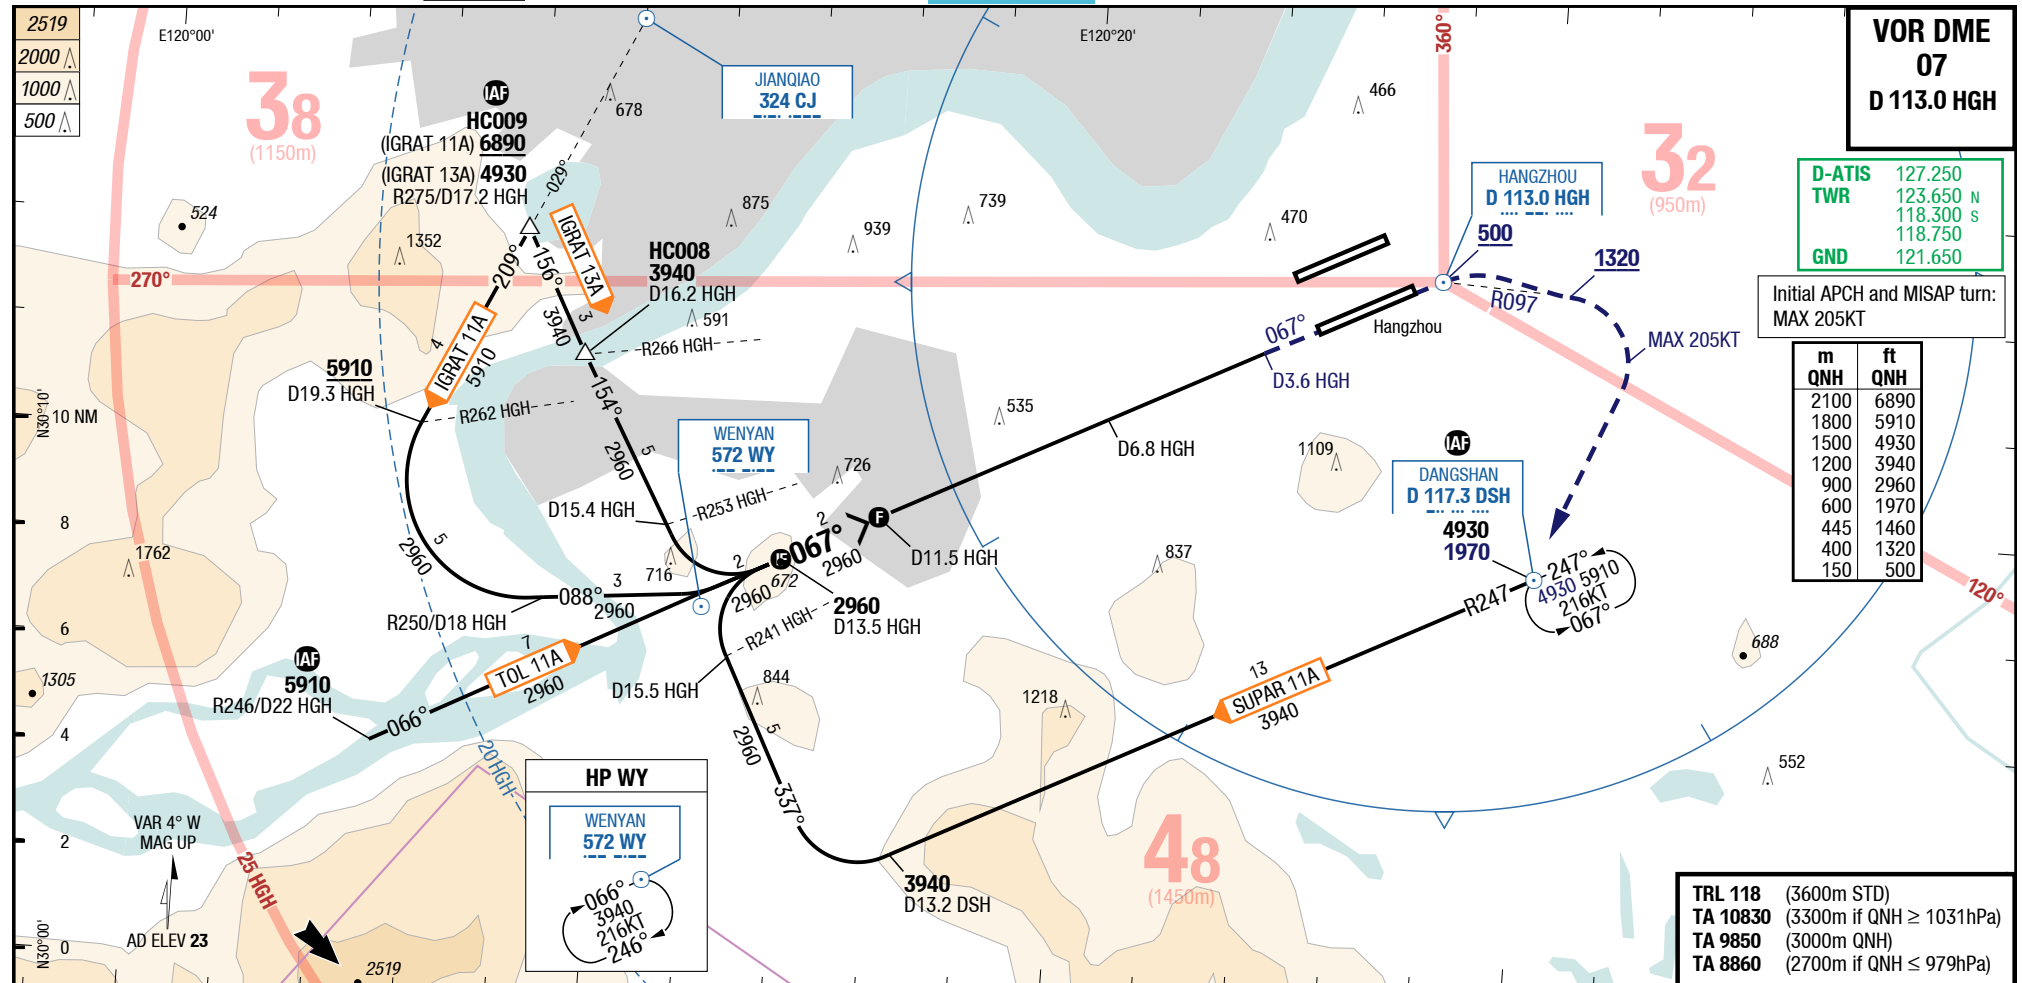 2519
2000
1000
500
E120°00'
E120°20'
360°
VOR DME
07
D 113.0 HGH
38
(1150m)
IAF
HC009
(IGRAT 11A) 6890
(IGRAT 13A) 4930
R275/D17.2 HGH
678
029°
JIANQIAO
324 CJ
466
32
(950m)
HANGZHOU
D 113.0 HGH
D-ATIS 127.250
TWR 123.650 N
118.300 S
118.750
GND 121.650
524
1352
875
939
739
470
500
1320
270°
209°
156°
IGRAT 13A
HC008
3940
D16.2 HGH
3
3940
591
R266 HGH
R097
Hangzhou
067°
MAX 205KT
Initial APCH and MISAP turn:
MAX 205KT
m ft
QNH QNH
2100 6890
1800 5910
1500 4930
1200 3940
900 2960
600 1970
445 1460
400 1320
150 500
4
IGRAT 11A
5910
5910
D19.3 HGH
R262 HGH
154°
5
2960
D3.6 HGH
N30°10'
10 NM
535
D6.8 HGH
1109
WENYAN
572 WY
726
IAF
DANGSHAN
D 117.3 DSH
4930
1970
D15.4 HGH
R253 HGH
8
1762
5
2960
716
2
IF
067°
2
2960
F
D11.5 HGH
837
672
2960
2960
D13.5 HGH
3
088°
2960
R250/D18 HGH
R241 HGH
R247
247°
4930 5910
216KT
067°
120°
6
IAF
5910
R246/D22 HGH
1305
066°
7
TOL 11A
2960
D15.5 HGH
844
5
2960
1218
13
SUPAR 11A
3940
688
4
20 HGH
552
HP WY
WENYAN
572 WY
066°
3940
216KT
246°
337°
VAR 4° W
MAG UP
2
25 HGH
3940
D13.2 DSH
48
(1450m)
AD ELEV 23
N30°00'
0
2519
TRL 118 (3600m STD)
TA 10830 (3300m if QNH ≥ 1031hPa)
TA 9850 (3000m QNH)
TA 8860 (2700m if QNH ≤ 979hPa)